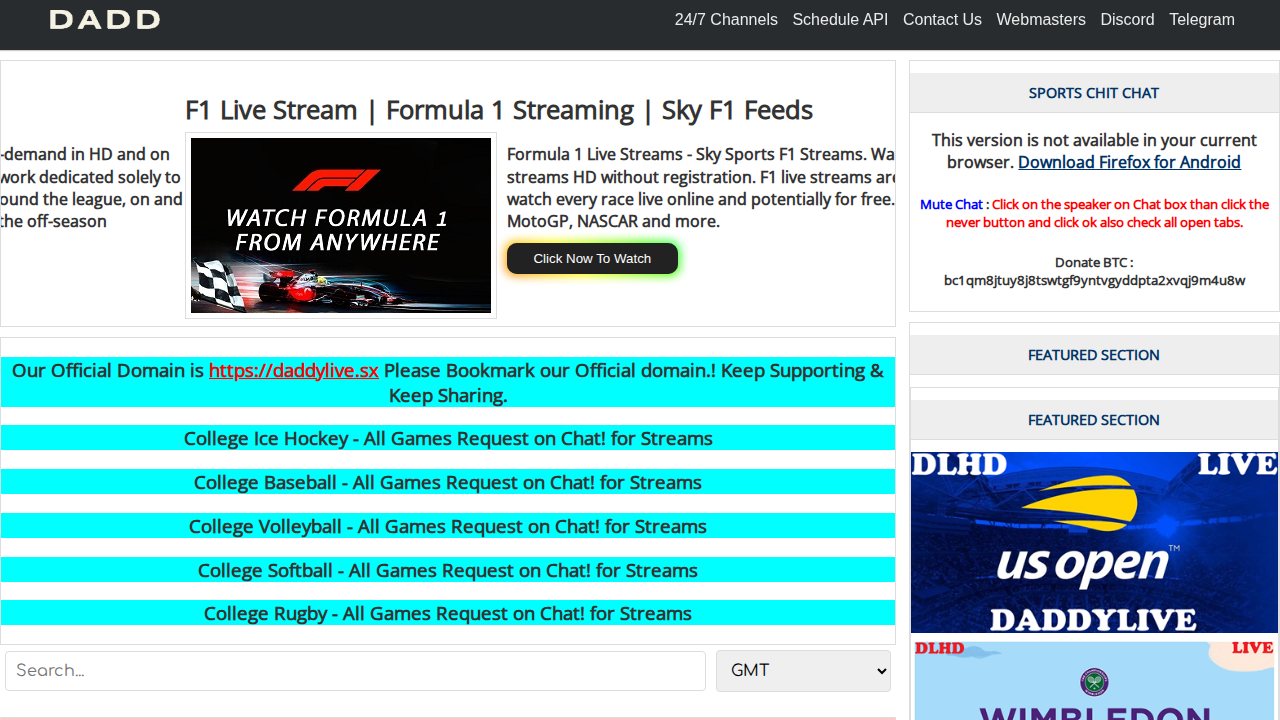 DADD
24/7 Channels Schedule API Contact Us Webmasters Discord Telegram
F1 Live Stream | Formula 1 Streaming | Sky F1 Feeds
-demand in HD and on
work dedicated solely to
ound the league, on and
the off-season
WATCH FORMULA 1
FROM ANYWHERE
Formula 1 Live Streams - Sky Sports F1 Streams. Wa
streams HD without registration. F1 live streams are
watch every race live online and potentially for free.
MotoGP, NASCAR and more.
Click Now To Watch
Our Official Domain is https://daddylive.sx Please Bookmark our Official domain.! Keep Supporting &
Keep Sharing.
College Ice Hockey - All Games Request on Chat! for Streams
College Baseball - All Games Request on Chat! for Streams
College Volleyball - All Games Request on Chat! for Streams
College Softball - All Games Request on Chat! for Streams
College Rugby - All Games Request on Chat! for Streams
Search...
GMT
SPORTS CHIT CHAT
This version is not available in your current
browser. Download Firefox for Android
Mute Chat : Click on the speaker on Chat box than click the
never button and click ok also check all open tabs.
Donate BTC :
bc1qm8jtuy8j8tswtgf9yntvgyddpta2xvqj9m4u8w
FEATURED SECTION
FEATURED SECTION
DLHD LIVE
us open
DADDYLIVE
DLHD LIVE
WIMBLEDON